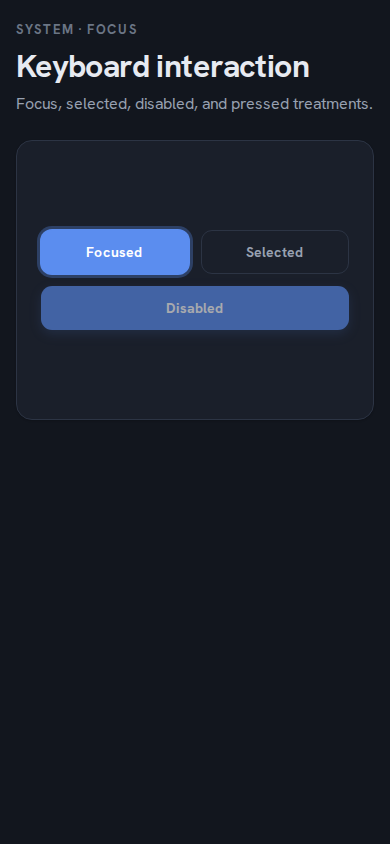 SYSTEM · FOCUS
Keyboard interaction
Focus, selected, disabled, and pressed treatments.
Focused
Selected
Disabled